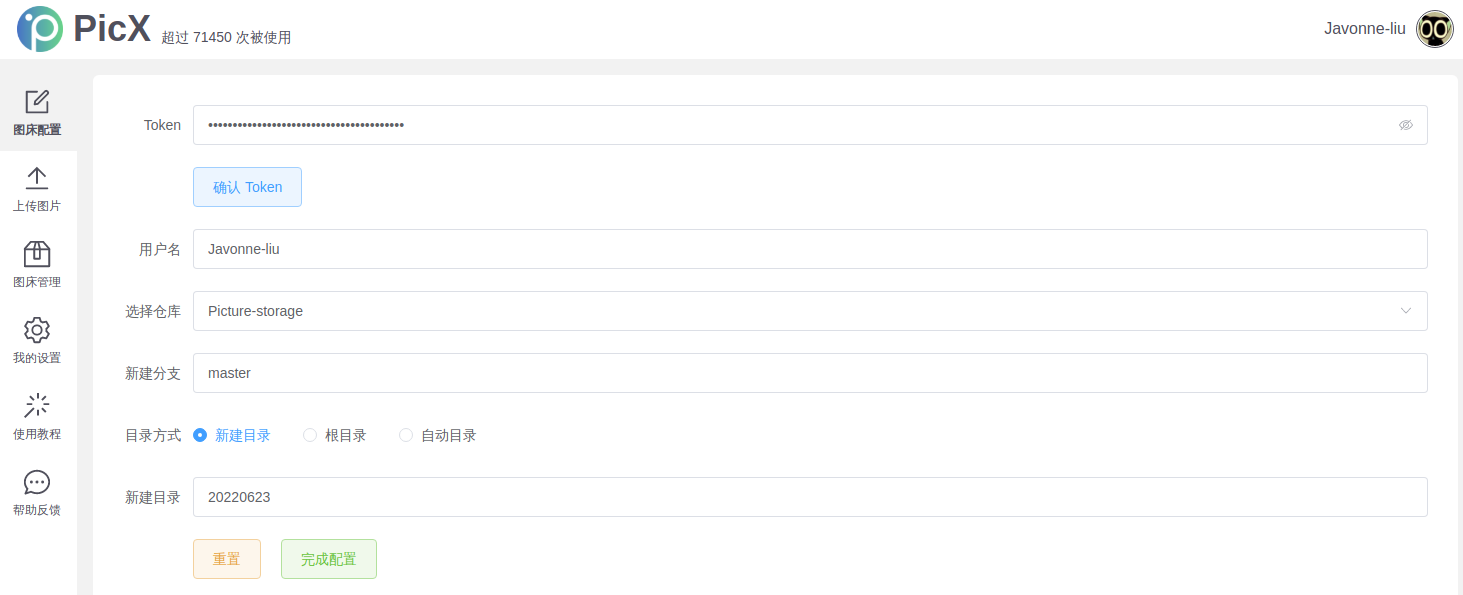 PicX 超过 71450 次被使用
Javonne-liu
图床配置
上传图片
图床管理
我的设置
使用教程
帮助反馈
Token ••••••••••••••••••••••••••••••••••••••••
确认 Token
用户名 Javonne-liu
选择仓库 Picture-storage
新建分支 master
目录方式 新建目录 根目录 自动目录
新建目录 20220623
重置 完成配置